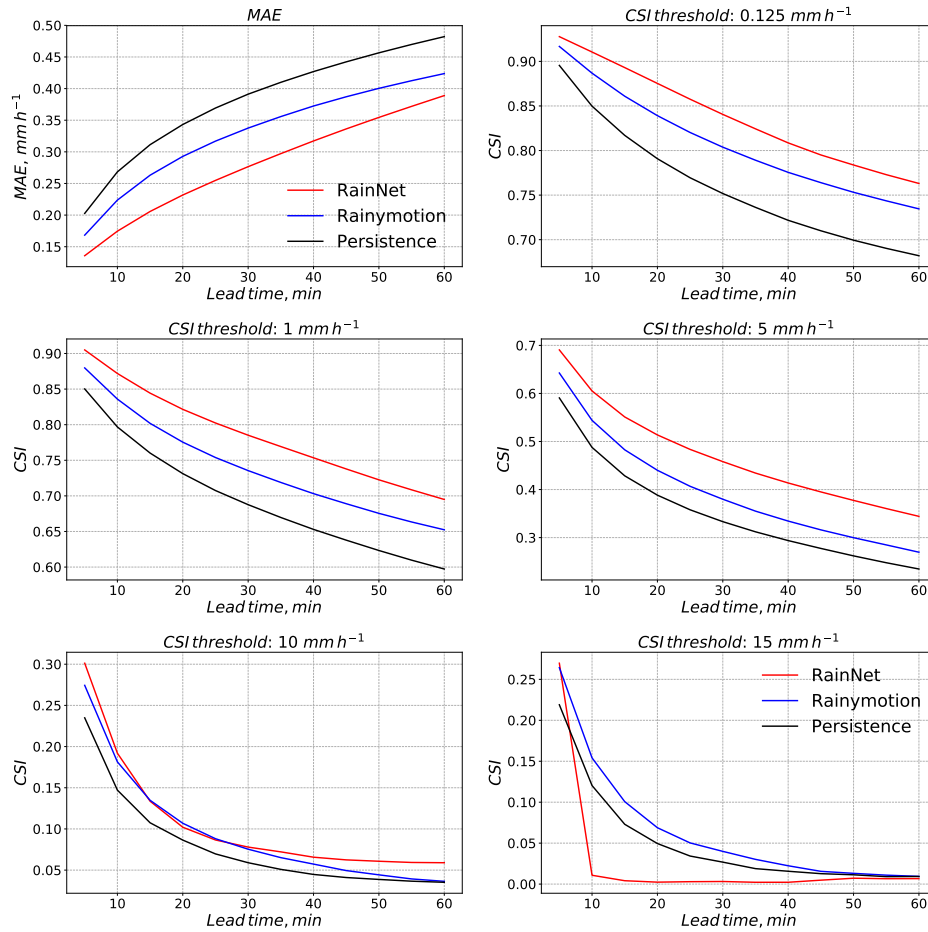 MAE
0.50
0.45
0.40
0.35
0.30
0.25
0.20
0.15
MAE, mm h⁻¹
RainNet
Rainymotion
Persistence
10 20 30 40 50 60
Lead time, min
CSI threshold: 0.125 mm h⁻¹
0.90
0.85
0.80
0.75
0.70
CSI
10 20 30 40 50 60
Lead time, min
CSI threshold: 1 mm h⁻¹
0.90
0.85
0.80
0.75
0.70
0.65
0.60
CSI
10 20 30 40 50 60
Lead time, min
CSI threshold: 5 mm h⁻¹
0.7
0.6
0.5
0.4
0.3
CSI
10 20 30 40 50 60
Lead time, min
CSI threshold: 10 mm h⁻¹
0.30
0.25
0.20
0.15
0.10
0.05
CSI
10 20 30 40 50 60
Lead time, min
CSI threshold: 15 mm h⁻¹
0.25
0.20
0.15
0.10
0.05
0.00
CSI
RainNet
Rainymotion
Persistence
10 20 30 40 50 60
Lead time, min